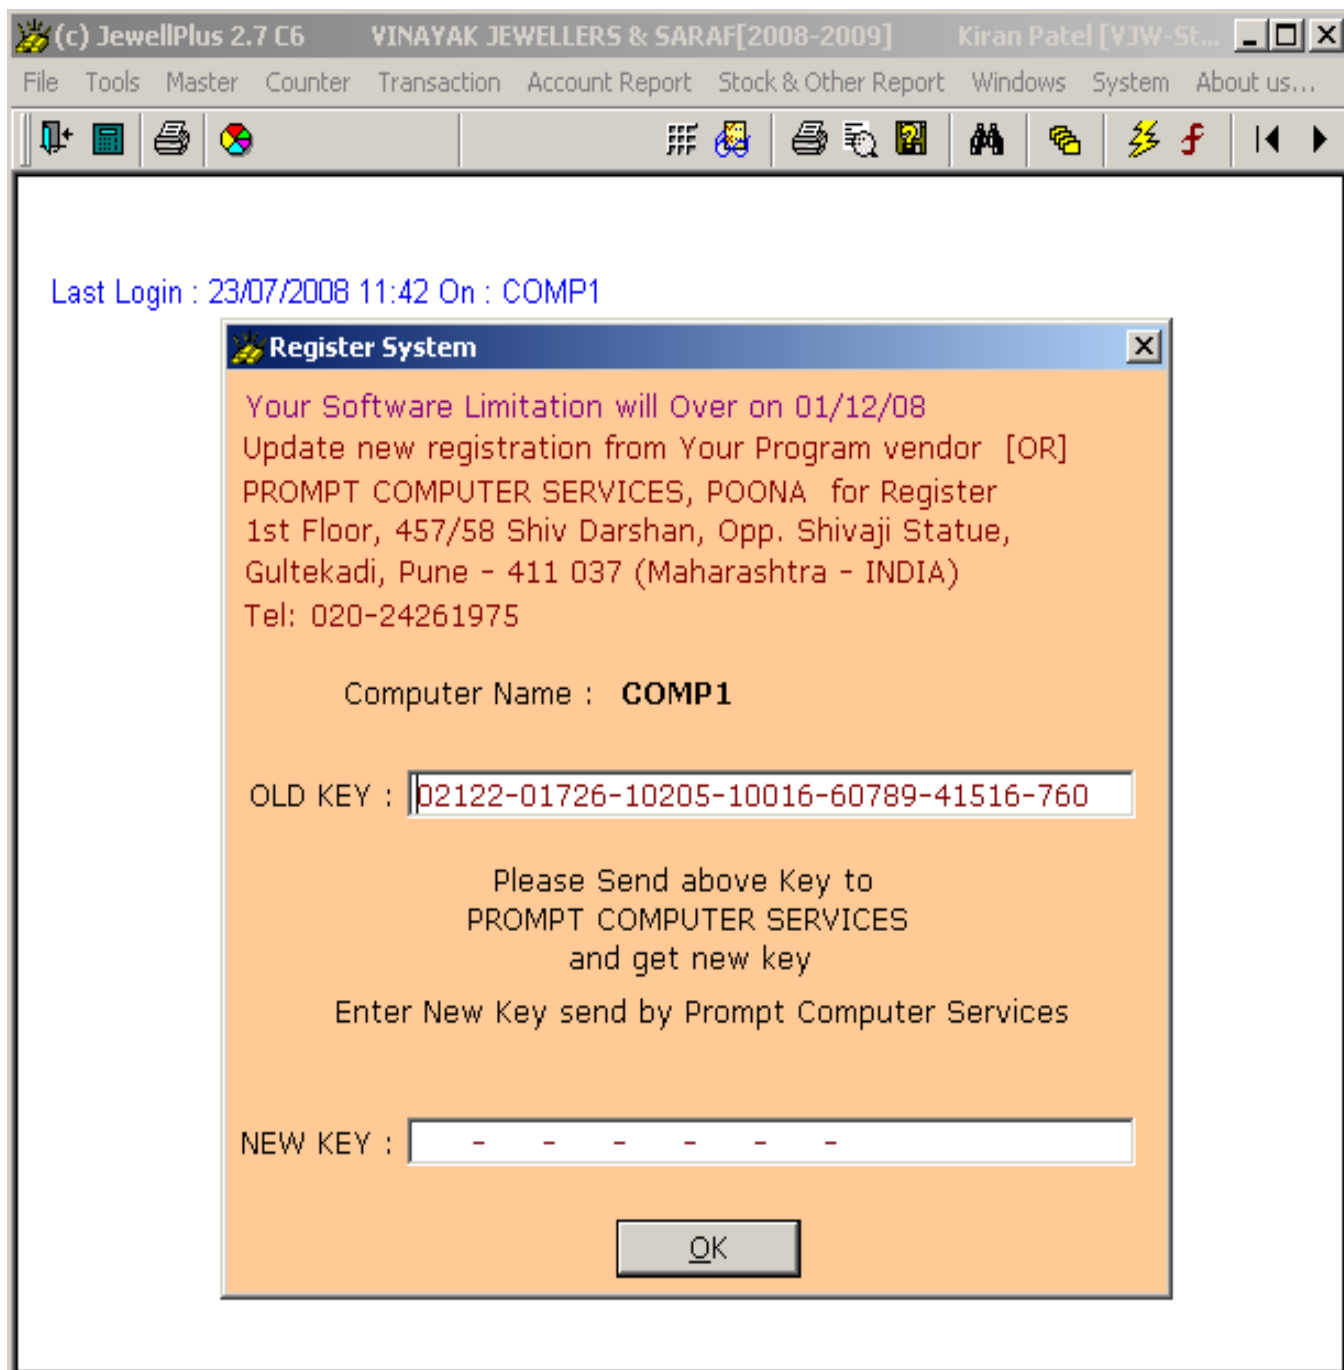 (c) JewellPlus 2.7 C6 VINAYAK JEWELLERS & SARAF[2008-2009] Kiran Patel [VJW-St...
File Tools Master Counter Transaction Account Report Stock & Other Report Windows System About us...
Last Login : 23/07/2008 11:42 On : COMP1
Register System
Your Software Limitation will Over on 01/12/08
Update new registration from Your Program vendor [OR]
PROMPT COMPUTER SERVICES, POONA for Register
1st Floor, 457/58 Shiv Darshan, Opp. Shivaji Statue,
Gultekadi, Pune - 411 037 (Maharashtra - INDIA)
Tel: 020-24261975
Computer Name : COMP1
OLD KEY : 02122-01726-10205-10016-60789-41516-760
Please Send above Key to
PROMPT COMPUTER SERVICES
and get new key
Enter New Key send by Prompt Computer Services
NEW KEY : - - - - - -
OK